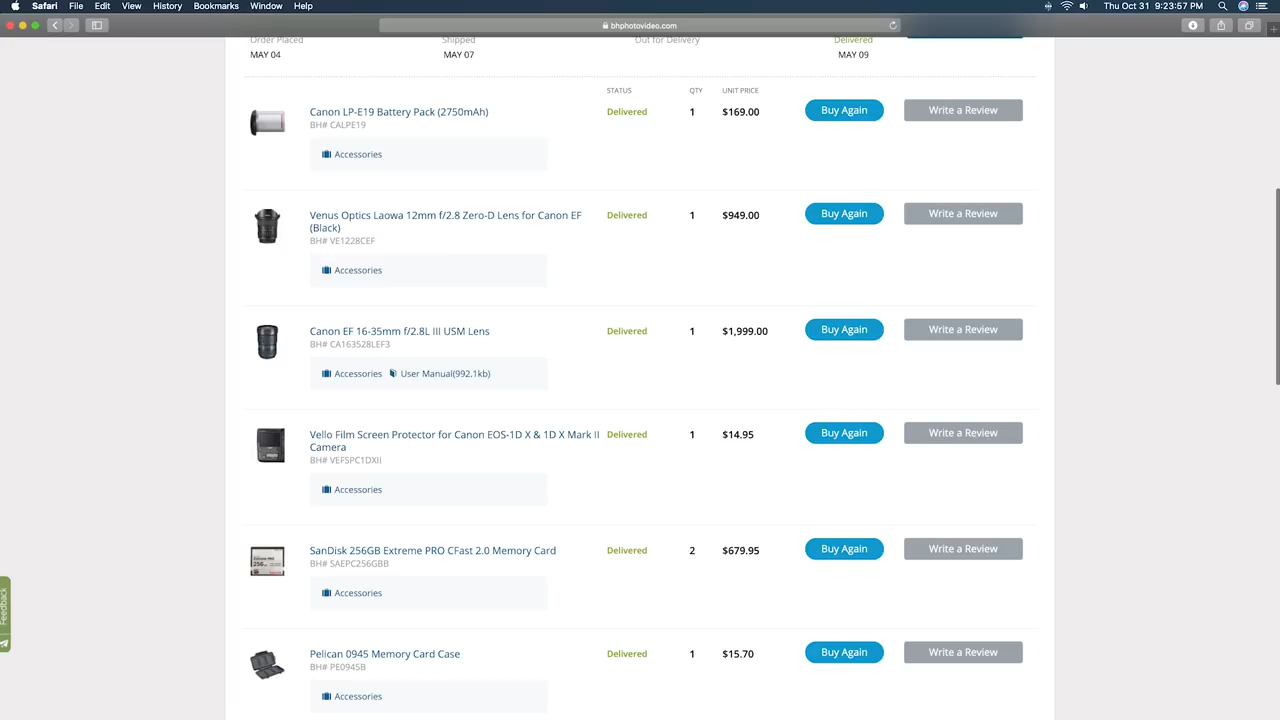 Safari File Edit View History Bookmarks Window Help Thu Oct 31 9:23:57 PM
bhphotovideo.com
Order Placed Shipped Out for Delivery Delivered
MAY 04 MAY 07 MAY 09
STATUS QTY UNIT PRICE
Canon LP-E19 Battery Pack (2750mAh) Delivered 1 $169.00 Buy Again Write a Review
BH# CALPE19
Accessories
Venus Optics Laowa 12mm f/2.8 Zero-D Lens for Canon EF Delivered 1 $949.00 Buy Again Write a Review
(Black)
BH# VE1228CEF
Accessories
Canon EF 16-35mm f/2.8L III USM Lens Delivered 1 $1,999.00 Buy Again Write a Review
BH# CA163528LEF3
Accessories User Manual(992.1kb)
Vello Film Screen Protector for Canon EOS-1D X & 1D X Mark II Delivered 1 $14.95 Buy Again Write a Review
Camera
BH# VEFSPC1DXII
Accessories
SanDisk 256GB Extreme PRO CFast 2.0 Memory Card Delivered 2 $679.95 Buy Again Write a Review
BH# SAEPC256GBB
Accessories
Feedback
Pelican 0945 Memory Card Case Delivered 1 $15.70 Buy Again Write a Review
BH# PE0945B
Accessories